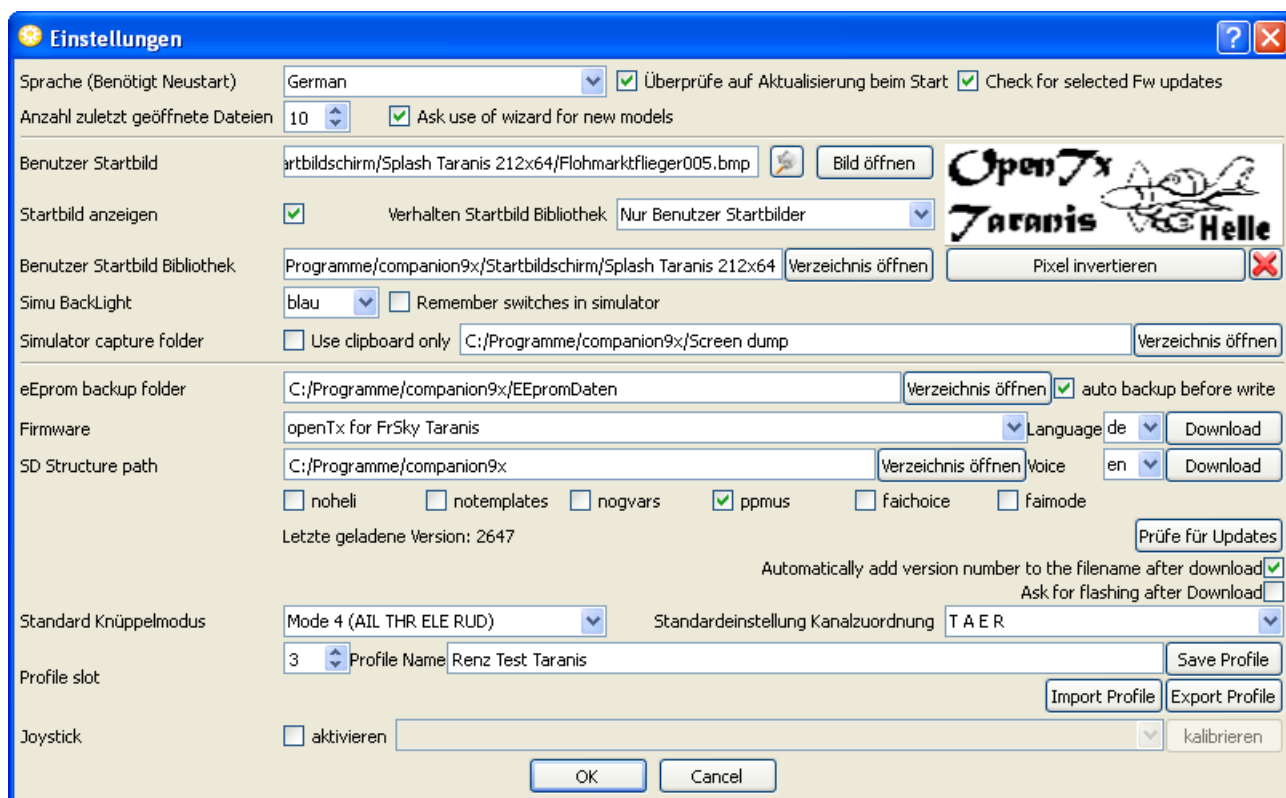 Einstellungen
Sprache (Benötigt Neustart) German Überprüfe auf Aktualisierung beim Start Check for selected Fw updates
Anzahl zuletzt geöffnete Dateien 10 Ask use of wizard for new models
Benutzer Startbild artbildschirm/Splash Taranis 212x64/Flohmarktflieger005.bmp Bild öffnen
OpenTx
Startbild anzeigen Verhalten Startbild Bibliothek Nur Benutzer Startbilder
Taranis Helle
Benutzer Startbild Bibliothek Programme/companion9x/Startbildschirm/Splash Taranis 212x64 Verzeichnis öffnen Pixel invertieren
Simu BackLight blau Remember switches in simulator
Simulator capture folder Use clipboard only C:/Programme/companion9x/Screen dump Verzeichnis öffnen
eEprom backup folder C:/Programme/companion9x/EEpromDaten Verzeichnis öffnen auto backup before write
Firmware openTx for FrSky Taranis Language de Download
SD Structure path C:/Programme/companion9x Verzeichnis öffnen Voice en Download
noheli notemplates nogvars ppmus faichoice faimode
Letzte geladene Version: 2647 Prüfe für Updates
Automatically add version number to the filename after download
Ask for flashing after Download
Standard Knüppelmodus Mode 4 (AIL THR ELE RUD) Standardeinstellung Kanalzuordnung T A E R
Profile slot 3 Profile Name Renz Test Taranis Save Profile
Import Profile Export Profile
Joystick aktivieren kalibrieren
OK Cancel